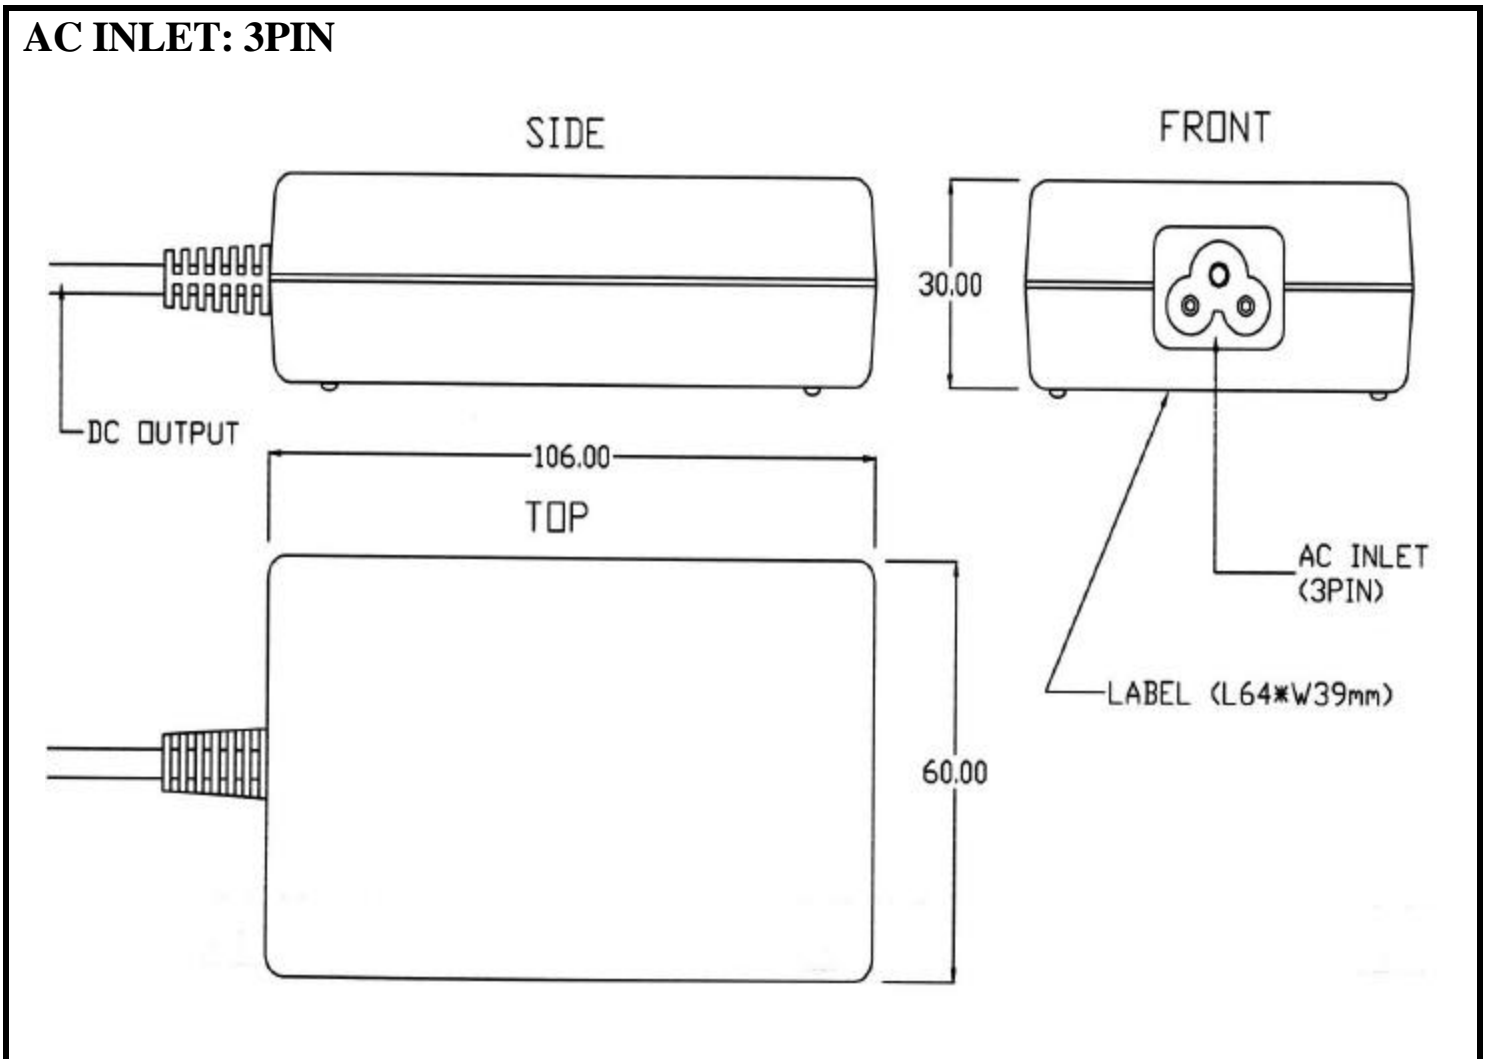 AC INLET: 3PIN
SIDE
FRONT
30.00
DC OUTPUT
106.00
TOP
AC INLET
(3PIN)
LABEL (L64*W39mm)
60.00